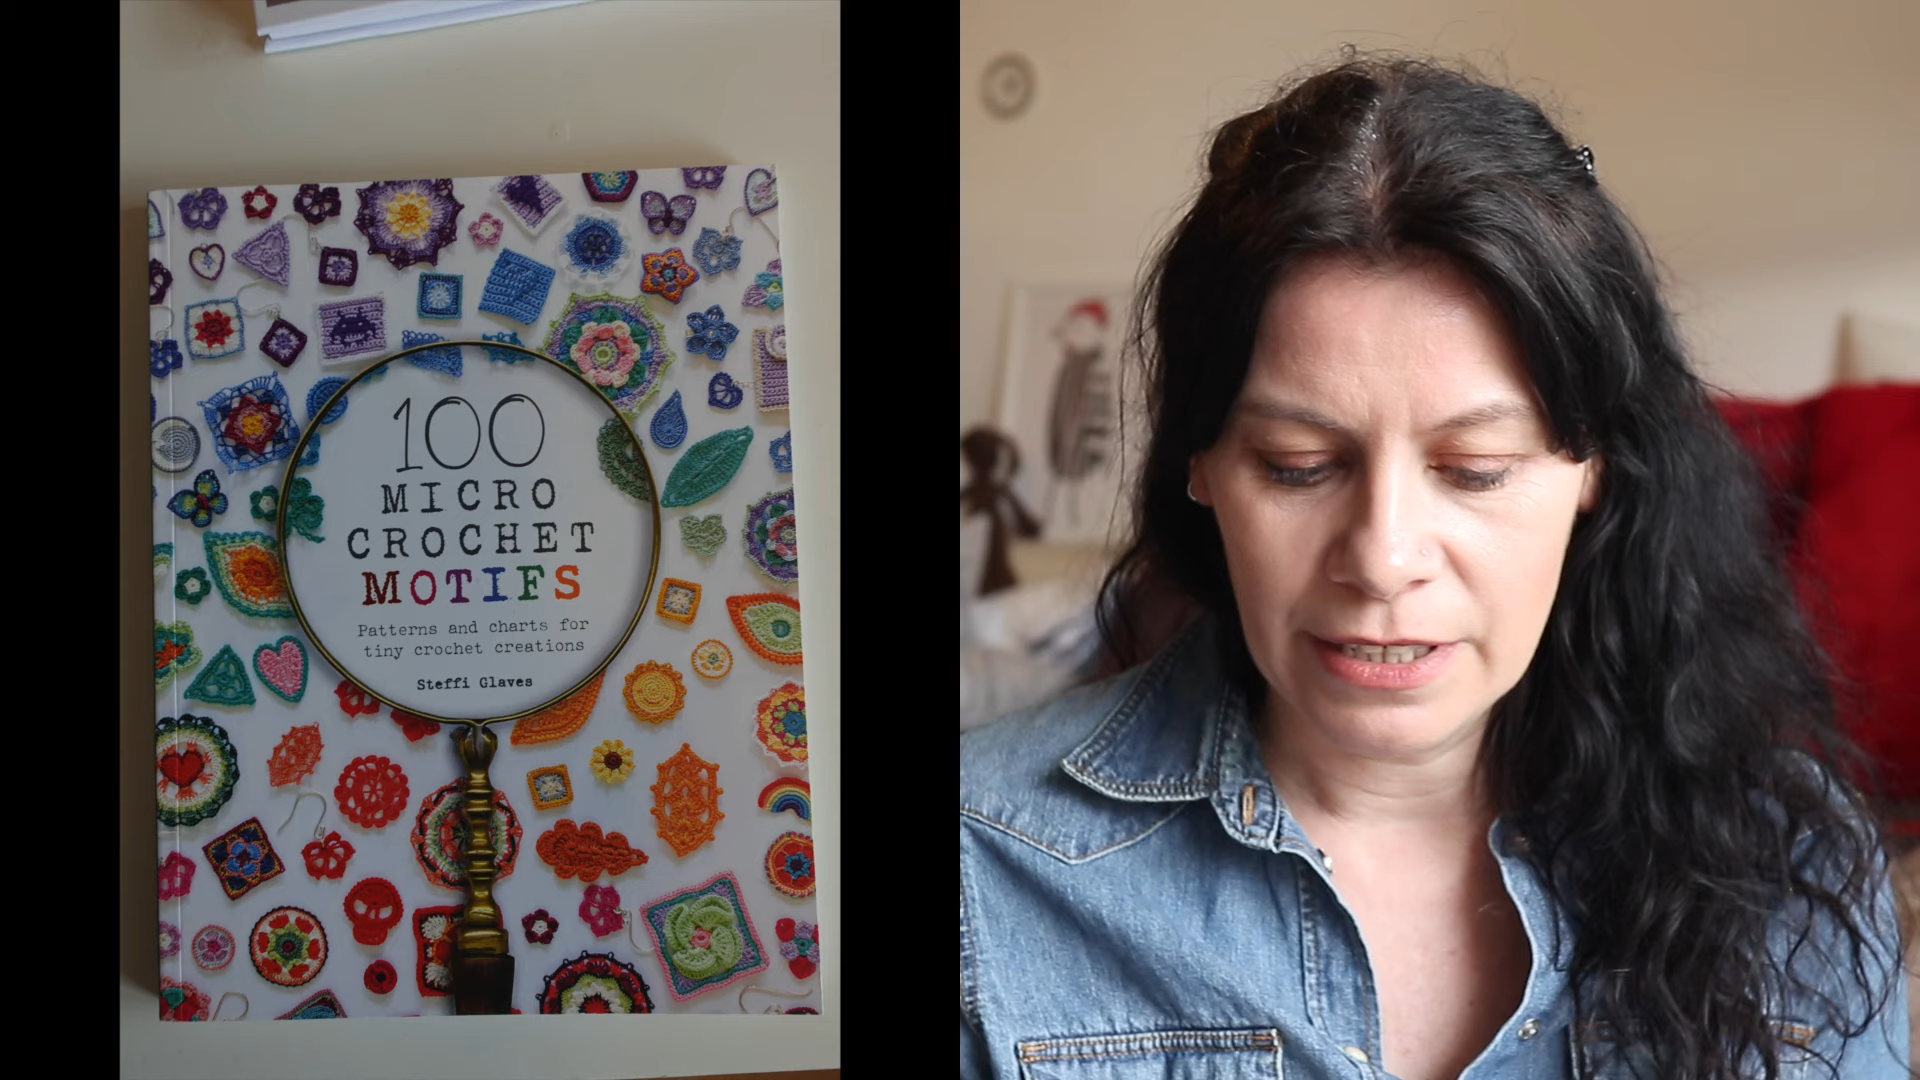 100
MICRO
CROCHET
MOTIFS
Patterns and charts for
tiny crochet creations
Steffi Glaves